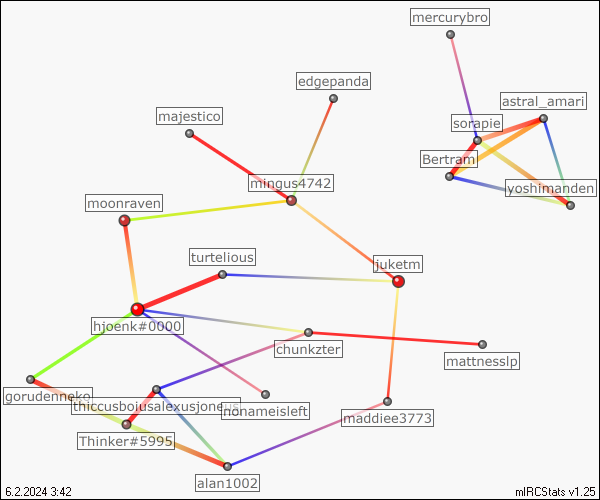 mercurybro
edgepanda
astral_amari
majestico
sorapie
Bertram
mingus4742
yoshimanden
moonraven
turtelious
juketm
hjoenk#0000
chunkzter
mattnesslp
gorudenneko
nonameisleft
maddiee3773
Thinker#5995
alan1002
6.2.2024 3:42
mIRCStats v1.25